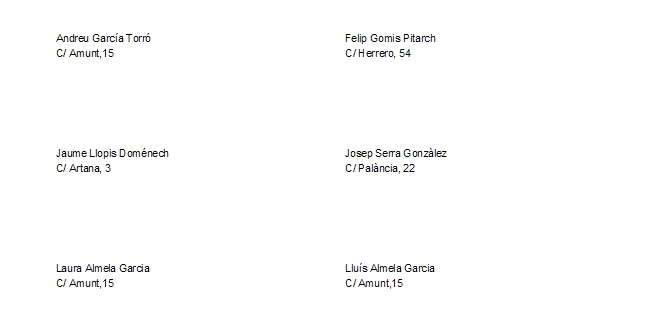 Andreu García Torró
C/ Amunt,15
Felip Gomis Pitarch
C/ Herrero, 54
Jaume Llopis Doménech
C/ Artana, 3
Josep Serra Gonzàlez
C/ Palància, 22
Laura Almela Garcia
C/ Amunt,15
Lluís Almela Garcia
C/ Amunt,15